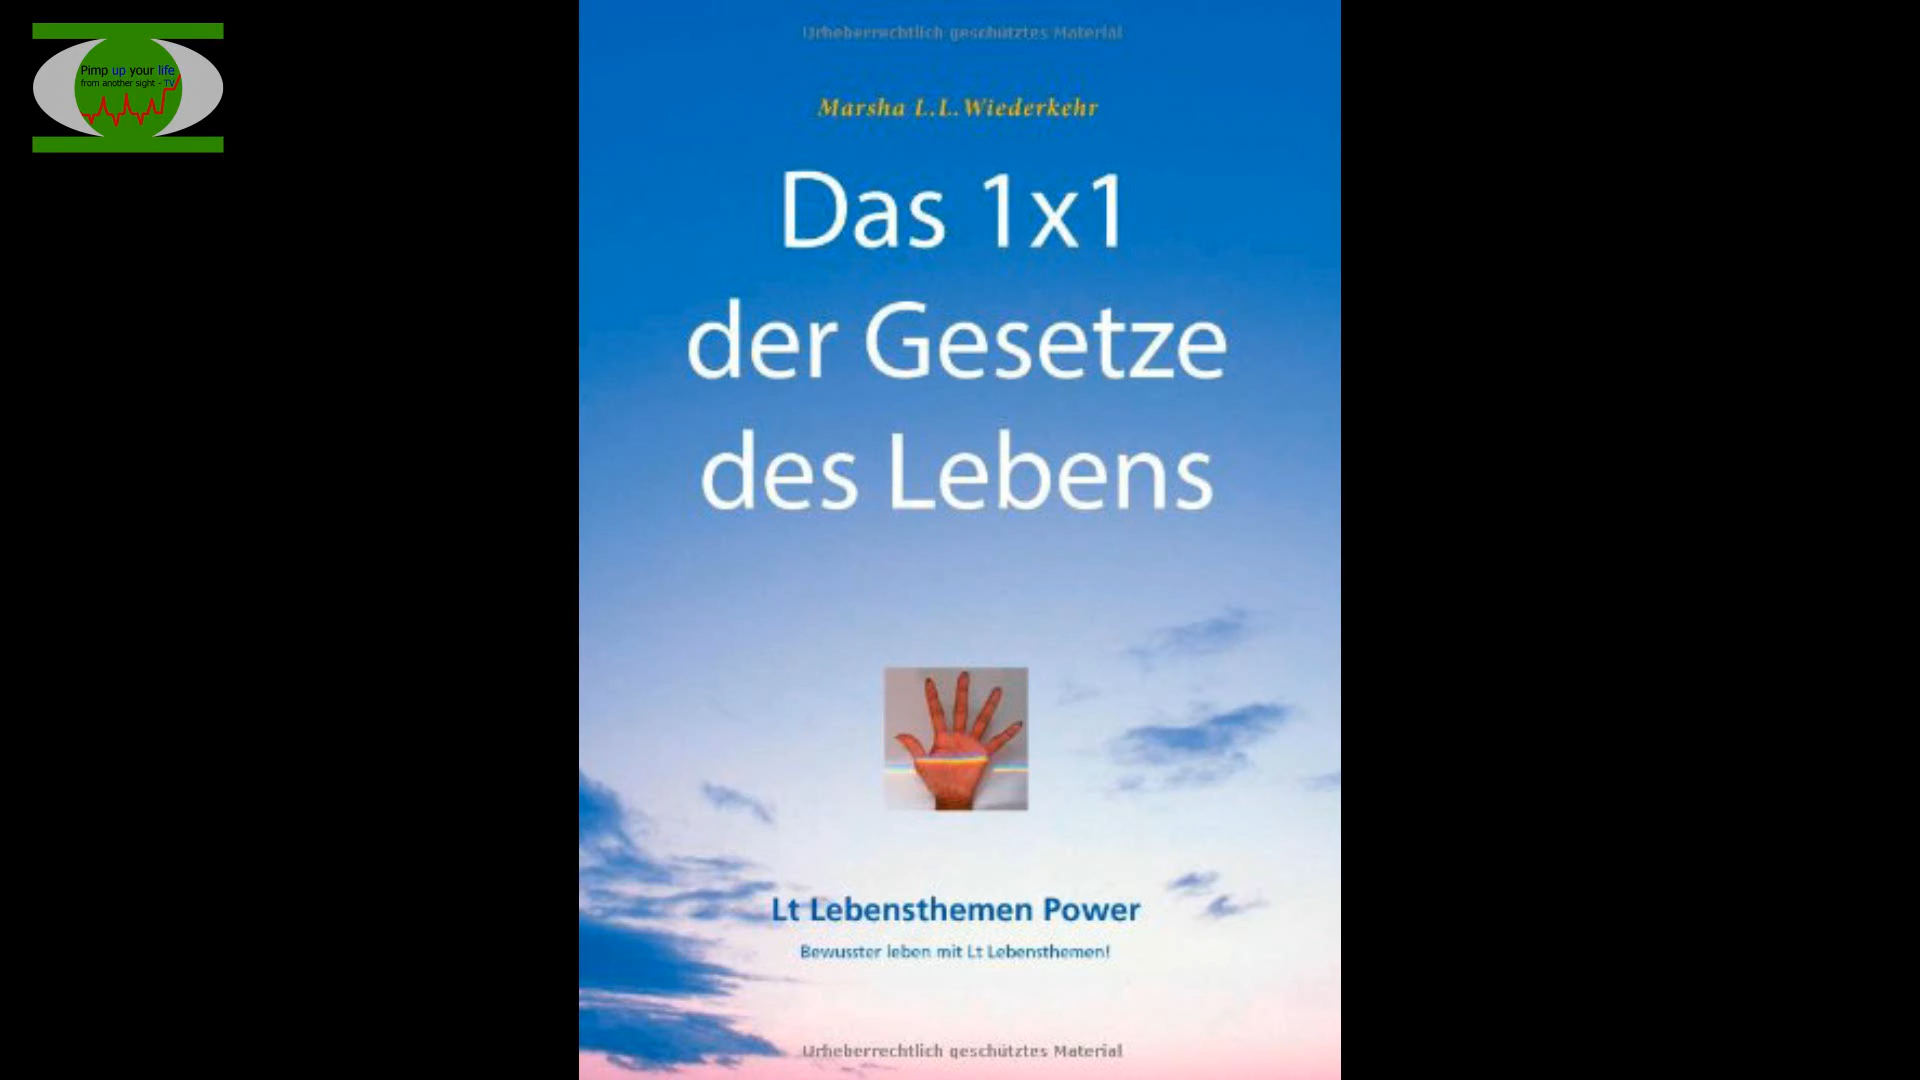 Pimp up your life
from another sight - TV
Urheberrechtlich geschütztes Material
Marsha L.L.Wiederkehr
Das 1x1
der Gesetze
des Lebens
Lt Lebensthemen Power
Bewusster leben mit Lt Lebensthemen!
Urheberrechtlich geschütztes Material